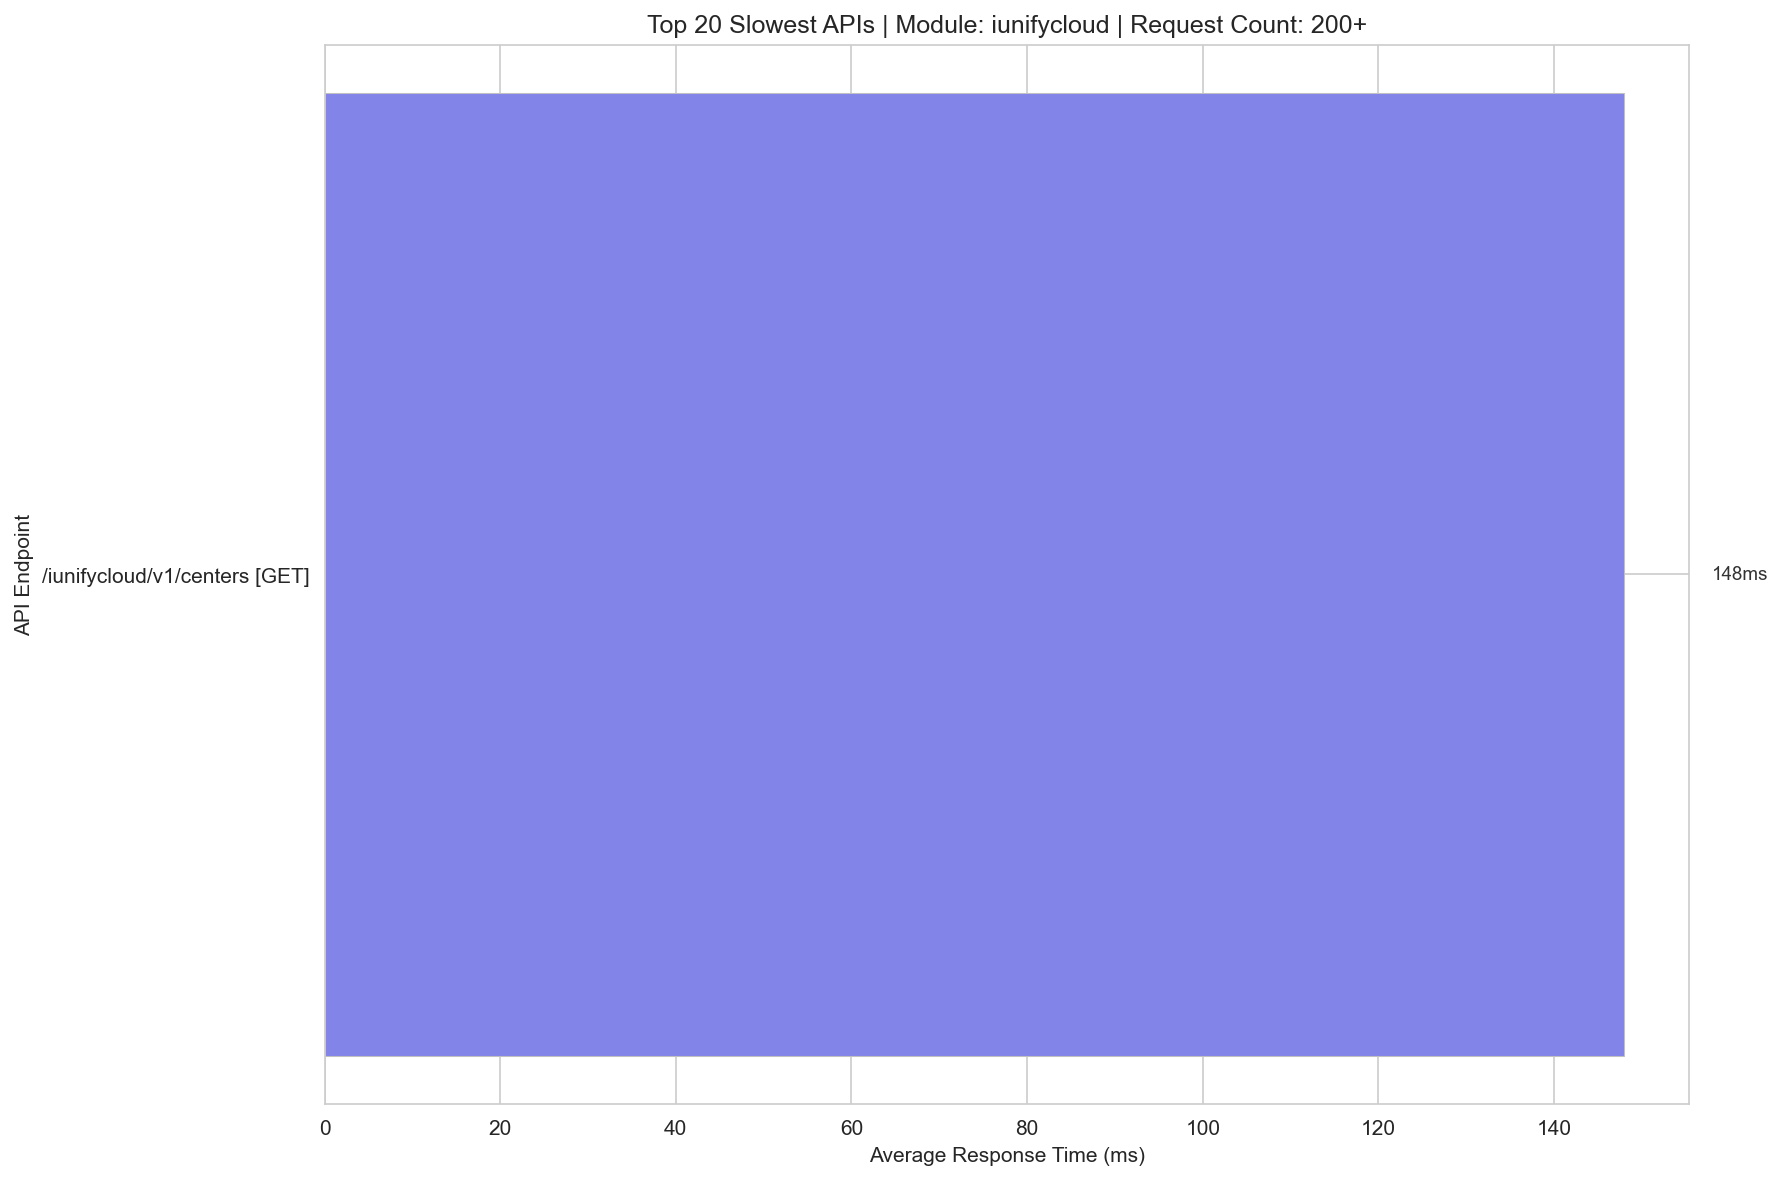 Top 20 Slowest APIs | Module: iunifycloud | Request Count: 200+
API Endpoint
/iunifycloud/v1/centers [GET]
148ms
0 20 40 60 80 100 120 140
Average Response Time (ms)